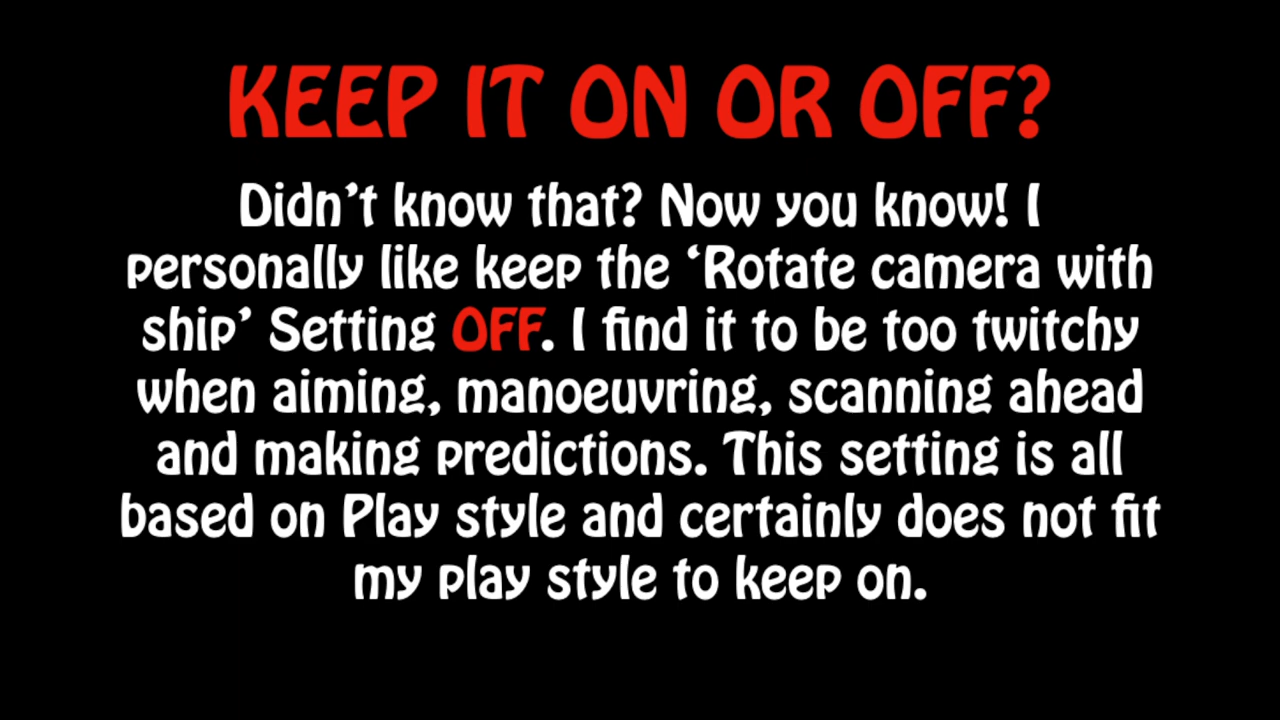 KEEP IT ON OR OFF?
Didn’t know that? Now you know! I
personally like keep the ‘Rotate camera with
ship’ Setting OFF. I find it to be too twitchy
when aiming, manoeuvring, scanning ahead
and making predictions. This setting is all
based on Play style and certainly does not fit
my play style to keep on.